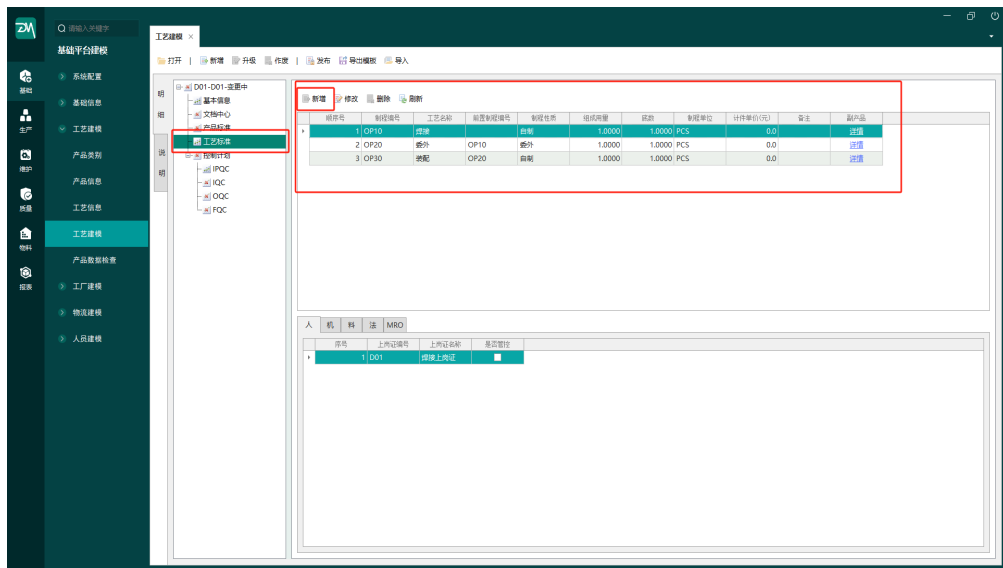 DM
请输入关键字
基础平台建模
基础
生产
维护
质量
物料
报表
系统配置
基础信息
工艺建模
产品类别
产品信息
工艺信息
工艺建模
产品数据检查
工厂建模
物流建模
人员建模
工艺建模 ×
打开 | 新增 升级 作废 | 发布 导出模板 导入
明细
说明
D01-D01-变更中
基本信息
文档中心
产品标准
工艺标准
控制计划
IPQC
IQC
OQC
FQC
新增 修改 删除 刷新
顺序号 制程编号 工艺名称 前置制程编号 制程性质 组成用量 底数 制程单位 计件单价(元) 备注 副产品
1 OP10 焊接 自制 1.0000 1.0000 PCS 0.0 详情
2 OP20 委外 OP10 委外 1.0000 1.0000 PCS 0.0 详情
3 OP30 装配 OP20 自制 1.0000 1.0000 PCS 0.0 详情
人 机 料 法 MRO
序号 上岗证编号 上岗证名称 是否管控
1 D01 焊接上岗证